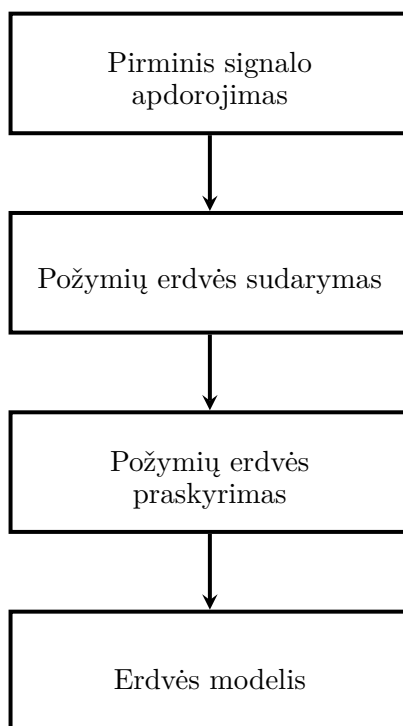 Pirminis signalo
apdorojimas
Požymių erdvės sudarymas
Požymių erdvės
praskyrimas
Erdvės modelis